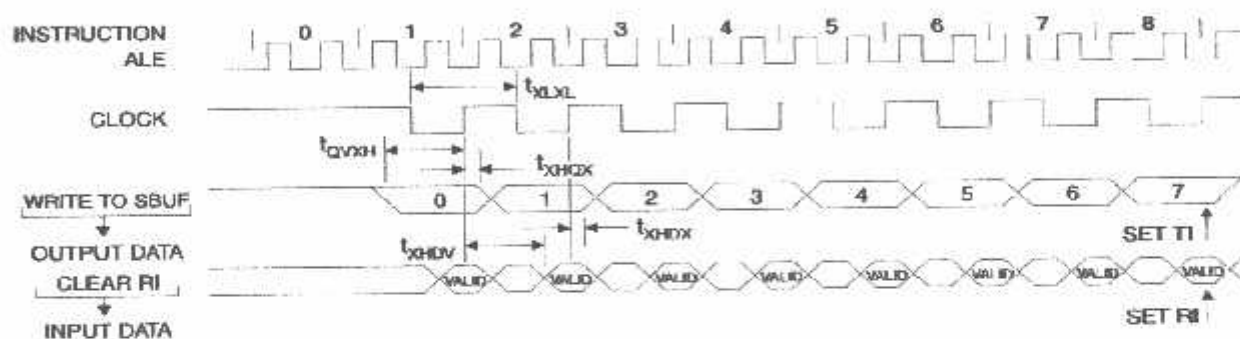 INSTRUCTION 0 1 2 3 4 5 6 7 8
ALE
tXLXL
CLOCK
tQVXH
tXHQX
WRITE TO SBUF 0 1 2 3 4 5 6 7
tXHDX
SET TI
OUTPUT DATA
tXHDV
CLEAR RI VALID VALID VALID VALID VALID VALID VALID VALID
SET RI
INPUT DATA